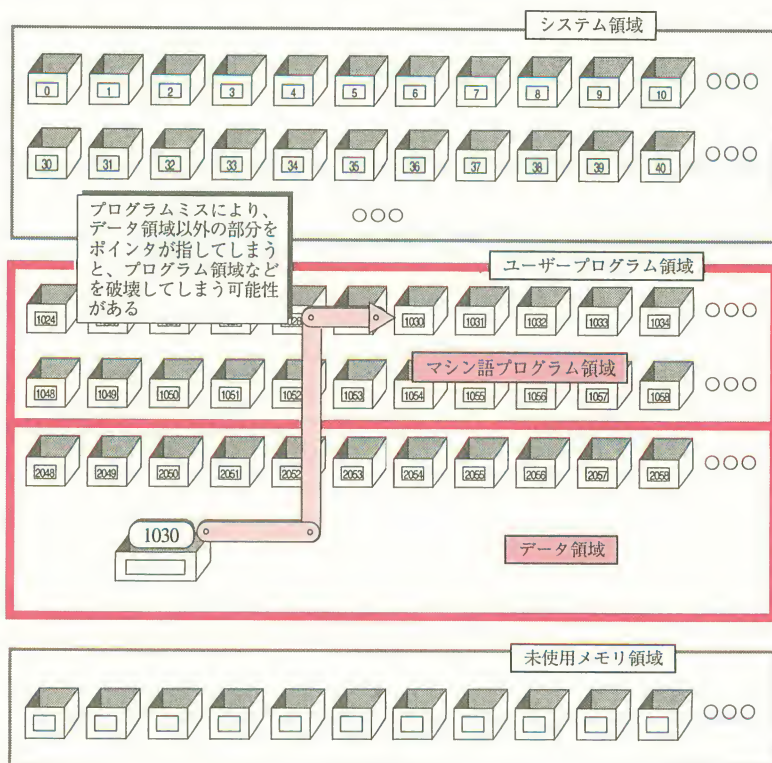 システム領域
0 1 2 3 4 5 6 7 8 9 10 ○○○
30 31 32 33 34 35 36 37 38 39 40 ○○○
○○○
プログラムミスにより、
データ領域以外の部分を
ポインタが指してしまう
と、プログラム領域など
を破壊してしまう可能性
がある
ユーザープログラム領域
1024 1030 1031 1032 1033 1034 ○○○
マシン語プログラム領域
1048 1049 1050 1051 1052 1053 1054 1055 1056 1057 1058 ○○○
2048 2049 2050 2051 2052 2053 2054 2055 2056 2057 2058 ○○○
1030
データ領域
未使用メモリ領域
○○○